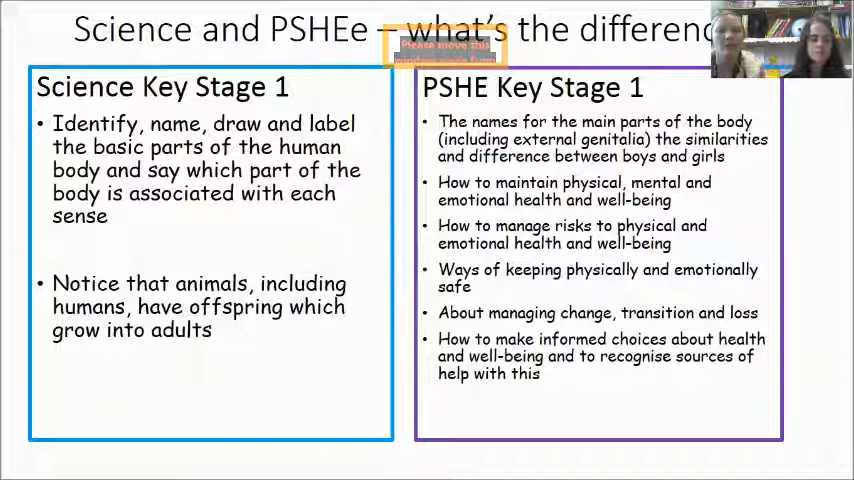 Science and PSHEe – what's the differenc
Please move this
Science Key Stage 1
• Identify, name, draw and label
the basic parts of the human
body and say which part of the
body is associated with each
sense
• Notice that animals, including
humans, have offspring which
grow into adults
PSHE Key Stage 1
• The names for the main parts of the body
(including external genitalia) the similarities
and difference between boys and girls
• How to maintain physical, mental and
emotional health and well-being
• How to manage risks to physical and
emotional health and well-being
• Ways of keeping physically and emotionally
safe
• About managing change, transition and loss
• How to make informed choices about health
and well-being and to recognise sources of
help with this